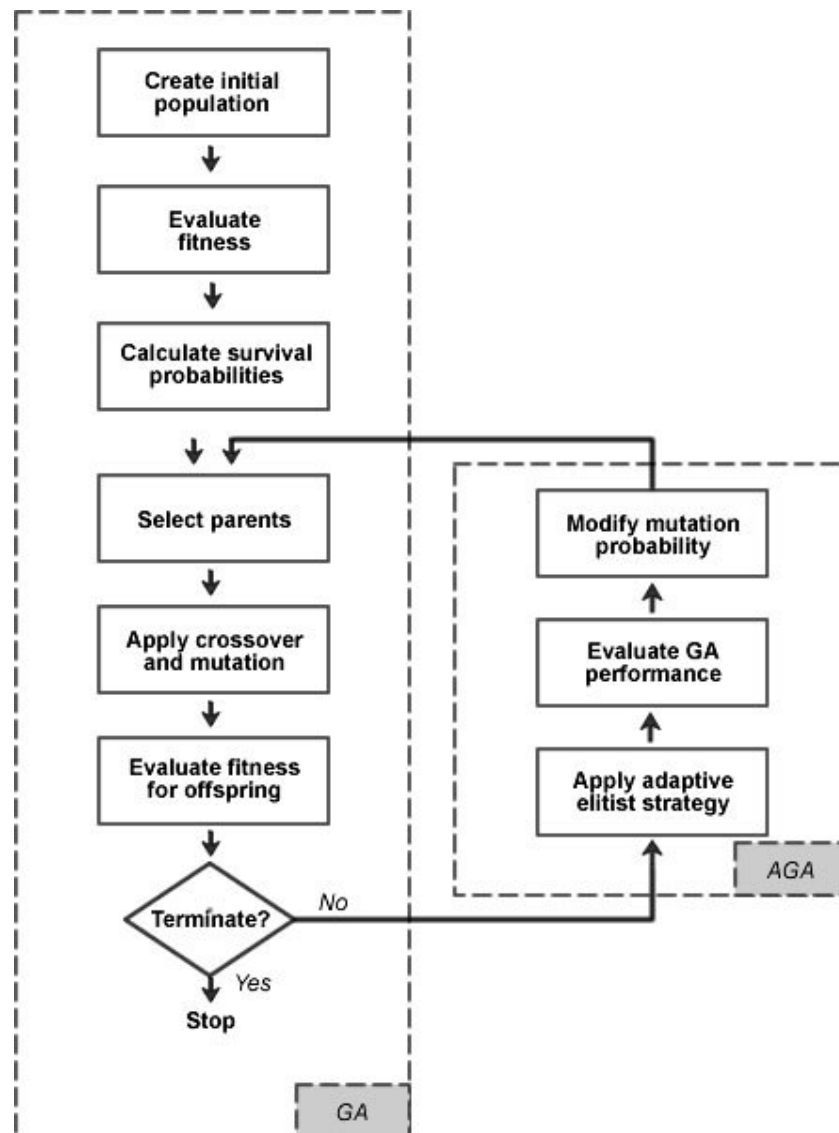 Create initial
population
Evaluate
fitness
Calculate survival
probabilities
Select parents
Apply crossover
and mutation
Evaluate fitness
for offspring
Termínate?
No
Yes
Stop
GA
Modify mutation
probability
Evaluate GA
performance
Apply adaptive
elitist strategy
AGA